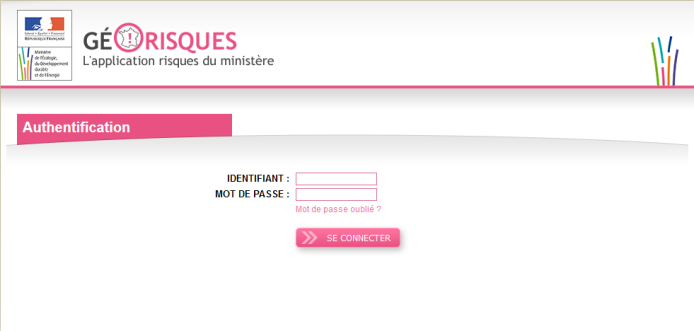 Liberté • Égalité • Fraternité
RÉPUBLIQUE FRANÇAISE
Ministère
de l'Écologie,
du Développement
durable
et de l'Énergie
GÉORISQUES
L'application risques du ministère
Authentification
IDENTIFIANT :
MOT DE PASSE :
Mot de passe oublié ?
SE CONNECTER